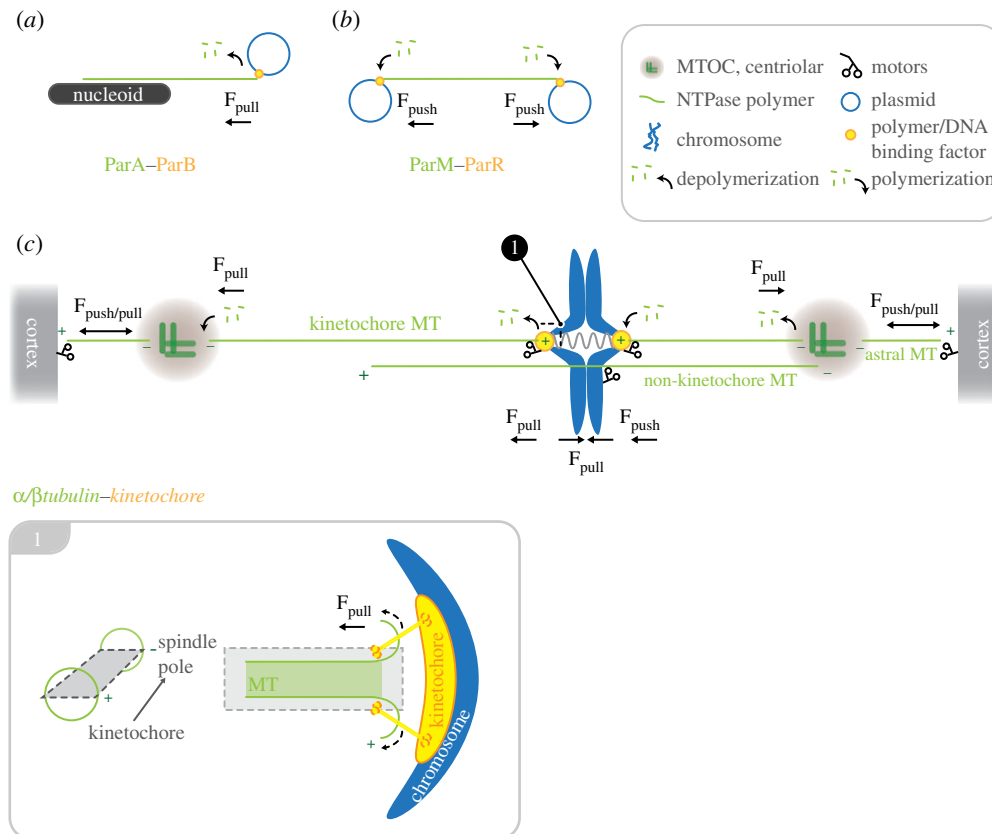 (a)
nucleoid
F pull
ParA–ParB
(b)
F push
F push
ParM–ParR
MTOC, centriolar
NTPase polymer
chromosome
depolymerization
motors
plasmid
polymer/DNA
binding factor
polymerization
(c)
1
cortex
+
F push/pull
–
F pull
–
kinetochore MT
+
+
F pull
–
F push/pull
–
+
astral MT
cortex
+
non-kinetochore MT
–
F pull
F pull
F push
α/βtubulin–kinetochore
1
- spindle
pole
+
kinetochore
F pull
MT
+
kinetochore
chromosome